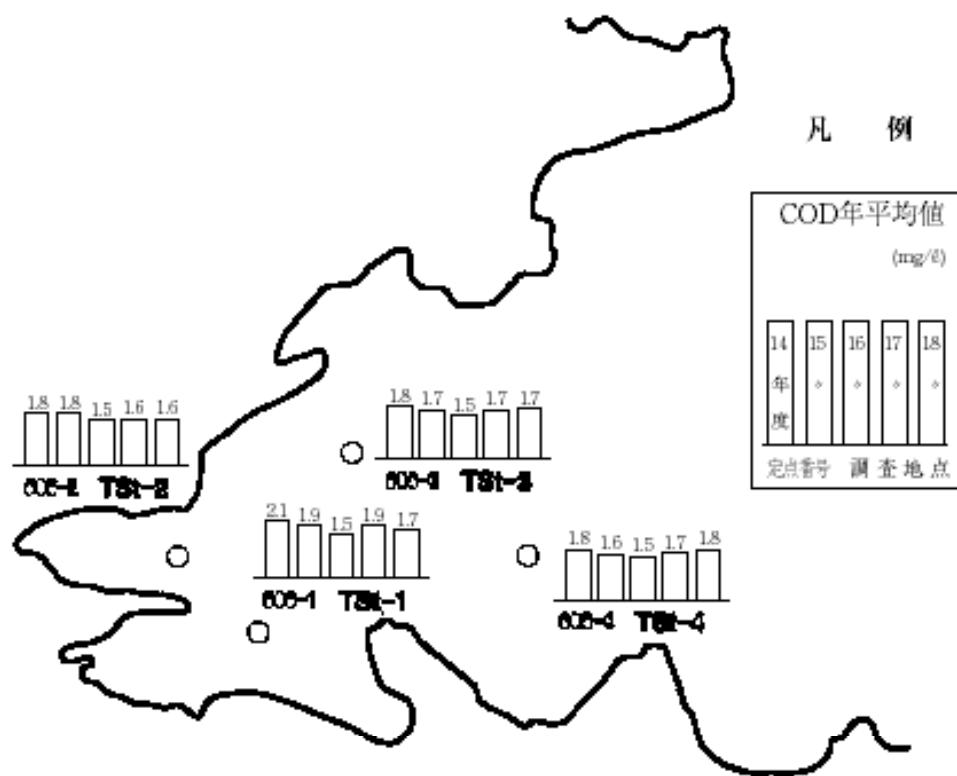 凡 例
COD年平均値
(mg/ℓ)
14 15 16 17 18
年 〃 〃 〃 〃
度
定点番号 調査地点
1.8 1.8 1.5 1.6 1.6
TSt-2
1.8 1.7 1.5 1.7 1.7
TSt-3
2.1 1.9 1.5 1.9 1.7
TSt-1
1.8 1.6 1.5 1.7 1.8
TSt-4